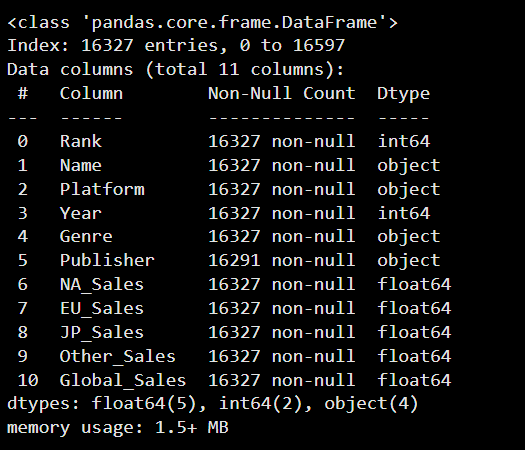 <class 'pandas.core.frame.DataFrame'>
Index: 16327 entries, 0 to 16597
Data columns (total 11 columns):
 #   Column        Non-Null Count  Dtype
---  ------        --------------  -----
 0   Rank          16327 non-null  int64
 1   Name          16327 non-null  object
 2   Platform      16327 non-null  object
 3   Year          16327 non-null  int64
 4   Genre         16327 non-null  object
 5   Publisher     16291 non-null  object
 6   NA_Sales      16327 non-null  float64
 7   EU_Sales      16327 non-null  float64
 8   JP_Sales      16327 non-null  float64
 9   Other_Sales   16327 non-null  float64
 10  Global_Sales  16327 non-null  float64
dtypes: float64(5), int64(2), object(4)
memory usage: 1.5+ MB